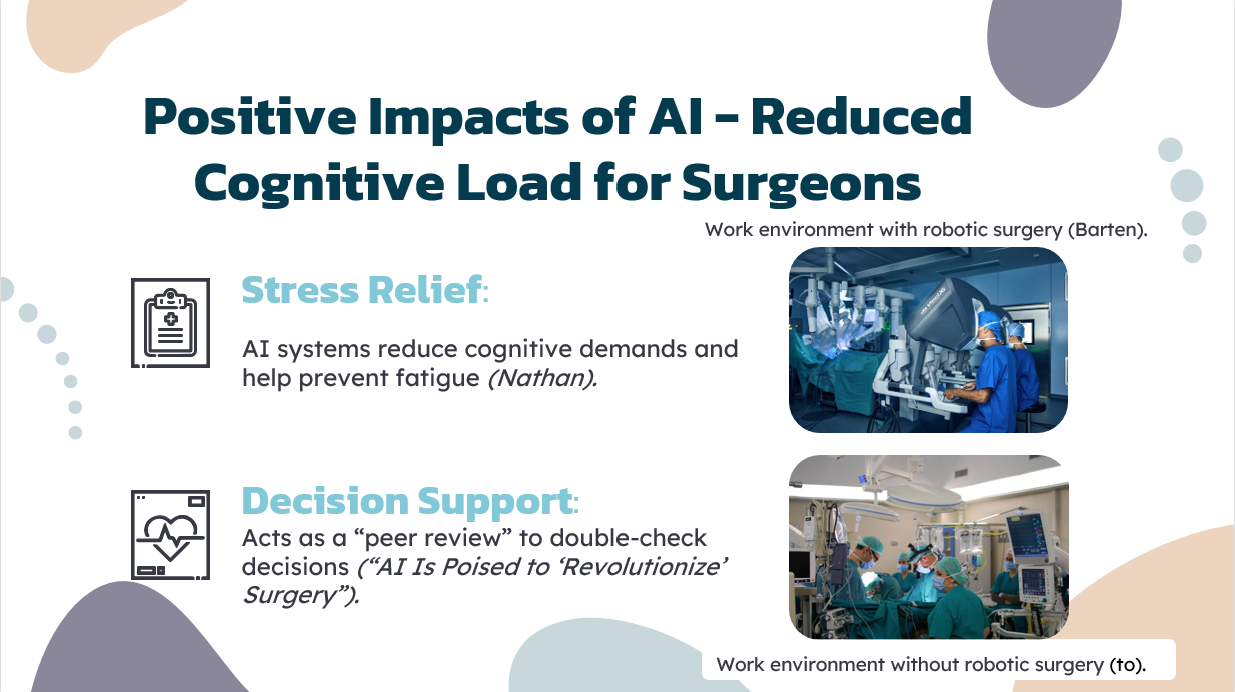 Positive Impacts of AI – Reduced
Cognitive Load for Surgeons
Work environment with robotic surgery (Barten).
Stress Relief:
AI systems reduce cognitive demands and
help prevent fatigue (Nathan).
Decision Support:
Acts as a “peer review” to double-check
decisions (“AI Is Poised to ‘Revolutionize’
Surgery”).
Work environment without robotic surgery (to).